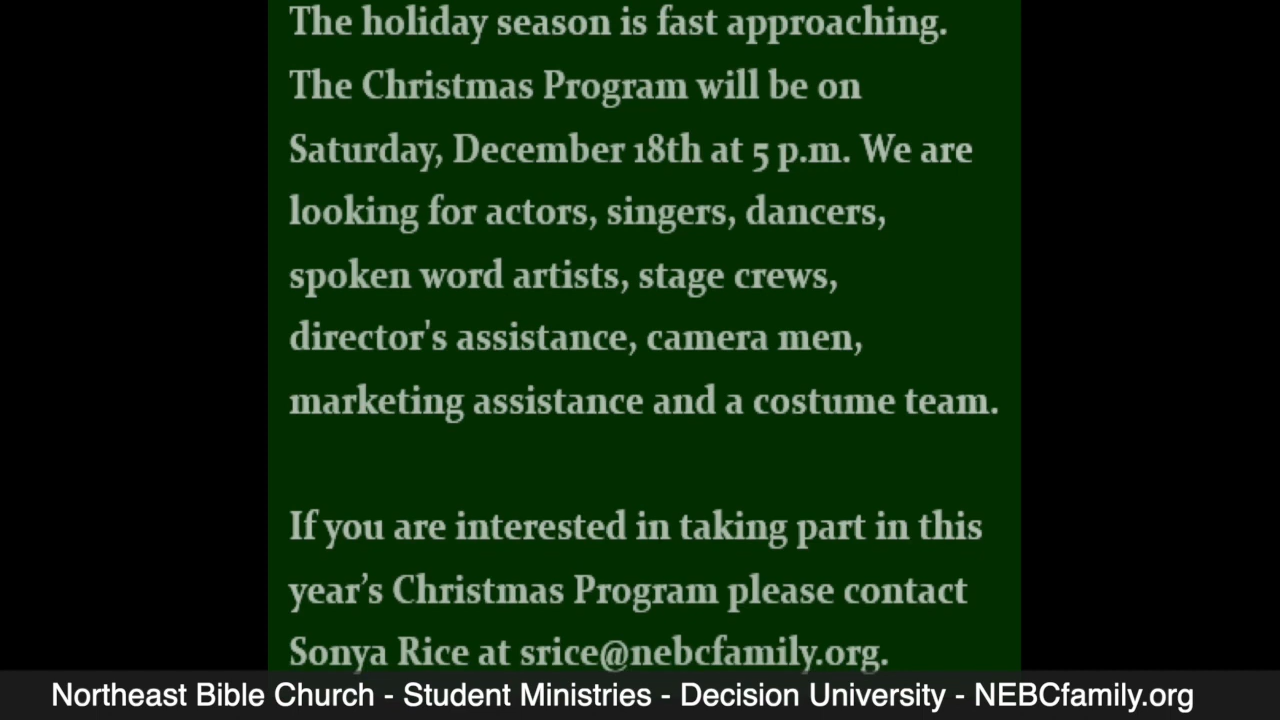 The holiday season is fast approaching.
The Christmas Program will be on
Saturday, December 18th at 5 p.m. We are
looking for actors, singers, dancers,
spoken word artists, stage crews,
director's assistance, camera men,
marketing assistance and a costume team.
If you are interested in taking part in this
year’s Christmas Program please contact
Sonya Rice at srice@nebcfamily.org.
Northeast Bible Church - Student Ministries - Decision University - NEBCfamily.org